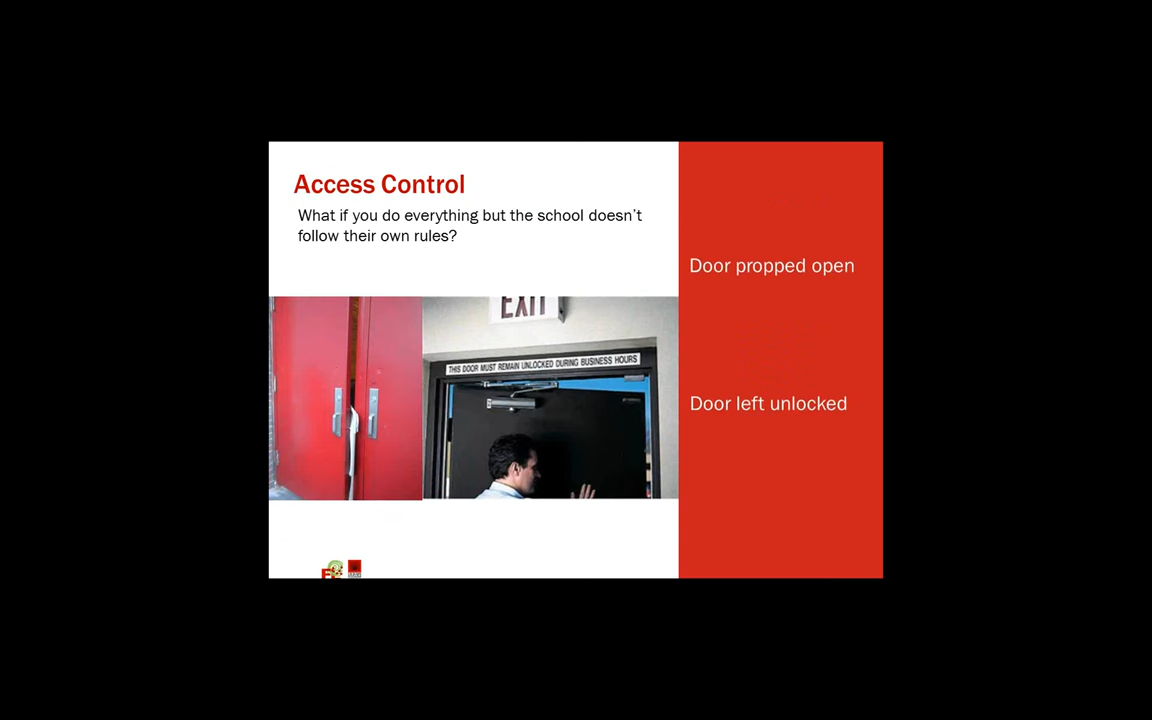 Access Control
What if you do everything but the school doesn't
follow their own rules?
EXIT
THIS DOOR MUST REMAIN UNLOCKED DURING BUSINESS HOURS
Door propped open
Door left unlocked